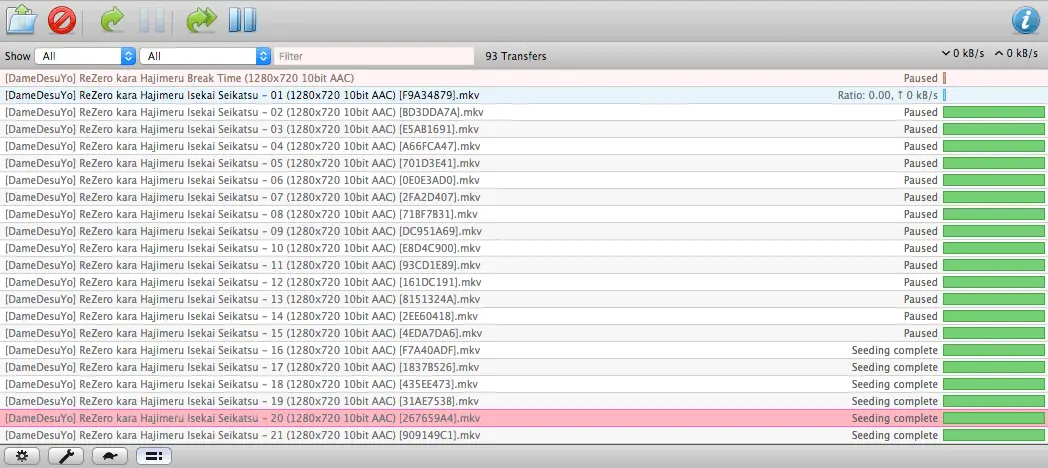 Show All All Filter 93 Transfers 0 kB/s 0 kB/s
[DameDesuYo] ReZero kara Hajimeru Break Time (1280x720 10bit AAC) Paused
[DameDesuYo] ReZero kara Hajimeru Isekai Seikatsu - 01 (1280x720 10bit AAC) [F9A34879].mkv Ratio: 0.00, ↑ 0 kB/s
[DameDesuYo] ReZero kara Hajimeru Isekai Seikatsu - 02 (1280x720 10bit AAC) [BD3DDA7A].mkv Paused
[DameDesuYo] ReZero kara Hajimeru Isekai Seikatsu - 03 (1280x720 10bit AAC) [E5AB1691].mkv Paused
[DameDesuYo] ReZero kara Hajimeru Isekai Seikatsu - 04 (1280x720 10bit AAC) [A66FCA47].mkv Paused
[DameDesuYo] ReZero kara Hajimeru Isekai Seikatsu - 05 (1280x720 10bit AAC) [701D3E41].mkv Paused
[DameDesuYo] ReZero kara Hajimeru Isekai Seikatsu - 06 (1280x720 10bit AAC) [0E0E3AD0].mkv Paused
[DameDesuYo] ReZero kara Hajimeru Isekai Seikatsu - 07 (1280x720 10bit AAC) [2FA2D407].mkv Paused
[DameDesuYo] ReZero kara Hajimeru Isekai Seikatsu - 08 (1280x720 10bit AAC) [71BF7B31].mkv Paused
[DameDesuYo] ReZero kara Hajimeru Isekai Seikatsu - 09 (1280x720 10bit AAC) [DC951A69].mkv Paused
[DameDesuYo] ReZero kara Hajimeru Isekai Seikatsu - 10 (1280x720 10bit AAC) [E8D4C900].mkv Paused
[DameDesuYo] ReZero kara Hajimeru Isekai Seikatsu - 11 (1280x720 10bit AAC) [93CD1E89].mkv Paused
[DameDesuYo] ReZero kara Hajimeru Isekai Seikatsu - 12 (1280x720 10bit AAC) [161DC191].mkv Paused
[DameDesuYo] ReZero kara Hajimeru Isekai Seikatsu - 13 (1280x720 10bit AAC) [8151324A].mkv Paused
[DameDesuYo] ReZero kara Hajimeru Isekai Seikatsu - 14 (1280x720 10bit AAC) [2EE60418].mkv Paused
[DameDesuYo] ReZero kara Hajimeru Isekai Seikatsu - 15 (1280x720 10bit AAC) [4EDA7DA6].mkv Paused
[DameDesuYo] ReZero kara Hajimeru Isekai Seikatsu - 16 (1280x720 10bit AAC) [F7A40ADF].mkv Seeding complete
[DameDesuYo] ReZero kara Hajimeru Isekai Seikatsu - 17 (1280x720 10bit AAC) [1837B526].mkv Seeding complete
[DameDesuYo] ReZero kara Hajimeru Isekai Seikatsu - 18 (1280x720 10bit AAC) [435EE473].mkv Seeding complete
[DameDesuYo] ReZero kara Hajimeru Isekai Seikatsu - 19 (1280x720 10bit AAC) [31AE753B].mkv Seeding complete
[DameDesuYo] ReZero kara Hajimeru Isekai Seikatsu - 20 (1280x720 10bit AAC) [267659A4].mkv Seeding complete
[DameDesuYo] ReZero kara Hajimeru Isekai Seikatsu - 21 (1280x720 10bit AAC) [909149C1].mkv Seeding complete